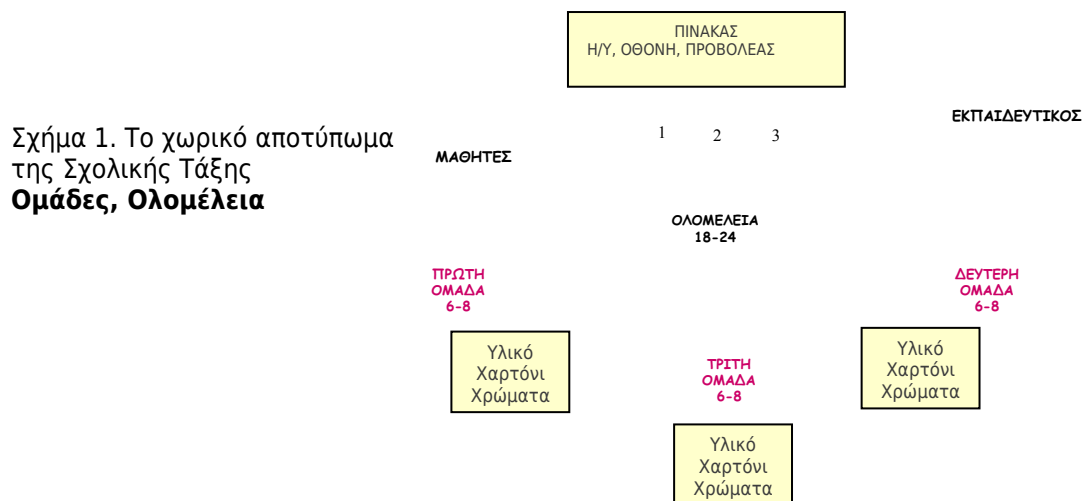 ΠΙΝΑΚΑΣ
Η/Υ, ΟΘΟΝΗ, ΠΡΟΒΟΛΕΑΣ
Σχήμα 1. Το χωρικό αποτύπωμα
της Σχολικής Τάξης
Ομάδες, Ολομέλεια
ΕΚΠΑΙΔΕΥΤΙΚΟΣ
1 2 3
ΜΑΘΗΤΕΣ
ΟΛΟΜΕΛΕΙΑ
18-24
ΠΡΩΤΗ
ΟΜΑΔΑ
6-8
ΔΕΥΤΕΡΗ
ΟΜΑΔΑ
6-8
Υλικό
Χαρτόνι
Χρώματα
ΤΡΙΤΗ
ΟΜΑΔΑ
6-8
Υλικό
Χαρτόνι
Χρώματα
Υλικό
Χαρτόνι
Χρώματα